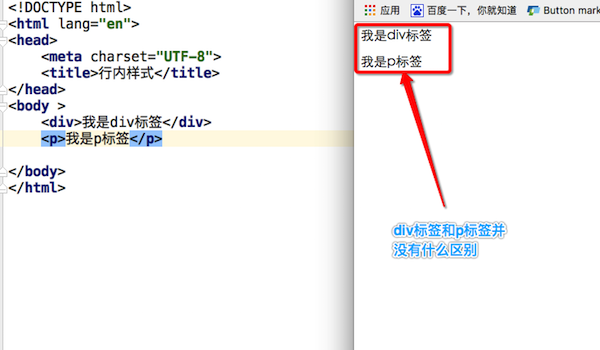 <!DOCTYPE html>
<html lang="en">
<head>
<meta charset="UTF-8">
<title>行内样式</title>
</head>
<body >
<div>我是div标签</div>
<p>我是p标签</p>
</body>
</html>
应用 百度一下，你就知道 Button mark
我是div标签
我是p标签
div标签和p标签并
没有什么区别